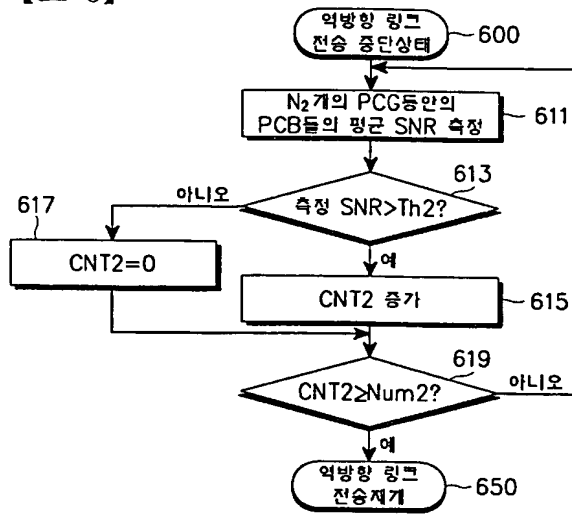 역방향 링크
전송 중단상태
600
N₂개의 PCG동안의
PCB들의 평균 SNR 측정
611
613
측정 SNR>Th2?
아니오
617
CNT2=0
예
CNT2 증가
615
619
CNT2≥Num2?
아니오
예
역방향 링크
전송재개
650